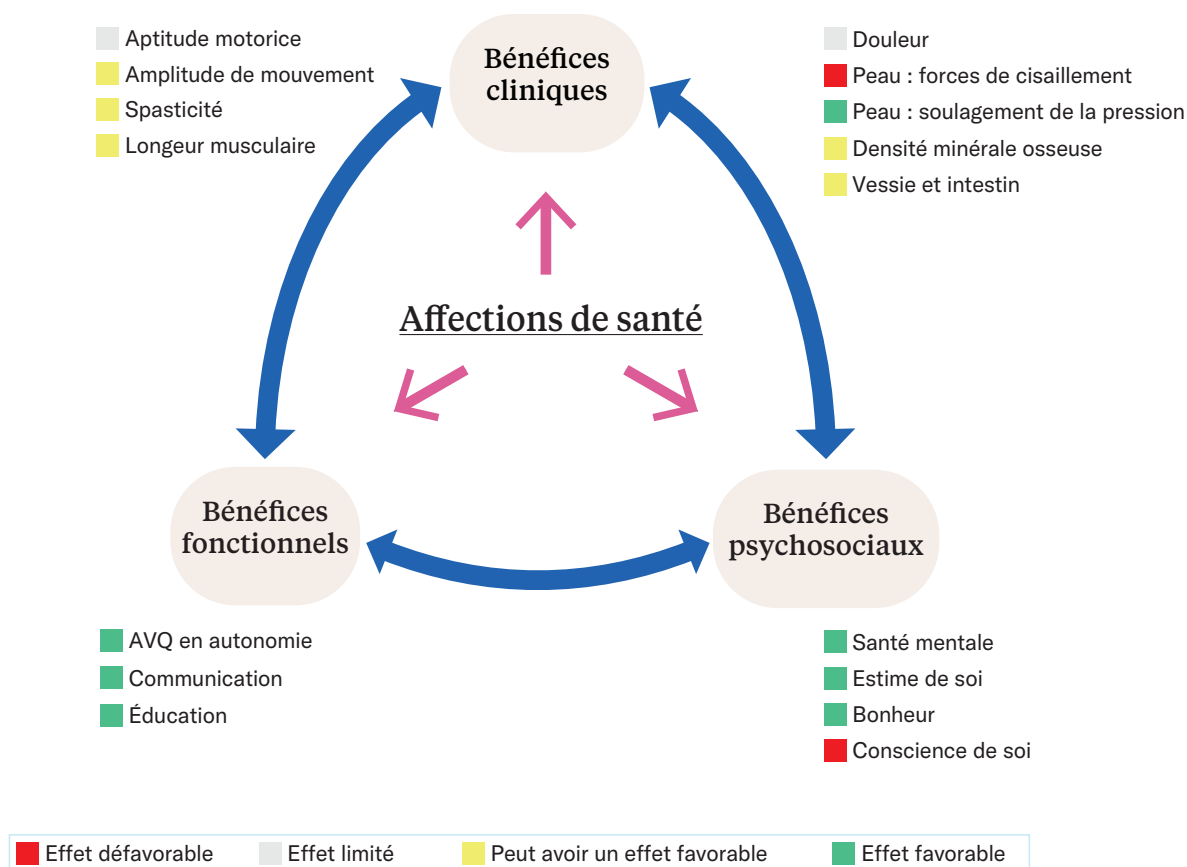 Aptitude motorice
Amplitude de mouvement
Spasticité
Longeur musculaire
Bénéfices
cliniques
Douleur
Peau : forces de cisaillement
Peau : soulagement de la pression
Densité minérale osseuse
Vessie et intestin
Affections de santé
Bénéfices
fonctionnels
Bénéfices
psychosociaux
AVQ en autonomie
Communication
Éducation
Santé mentale
Estime de soi
Bonheur
Conscience de soi
Effet défavorable
Effet limité
Peut avoir un effet favorable
Effet favorable